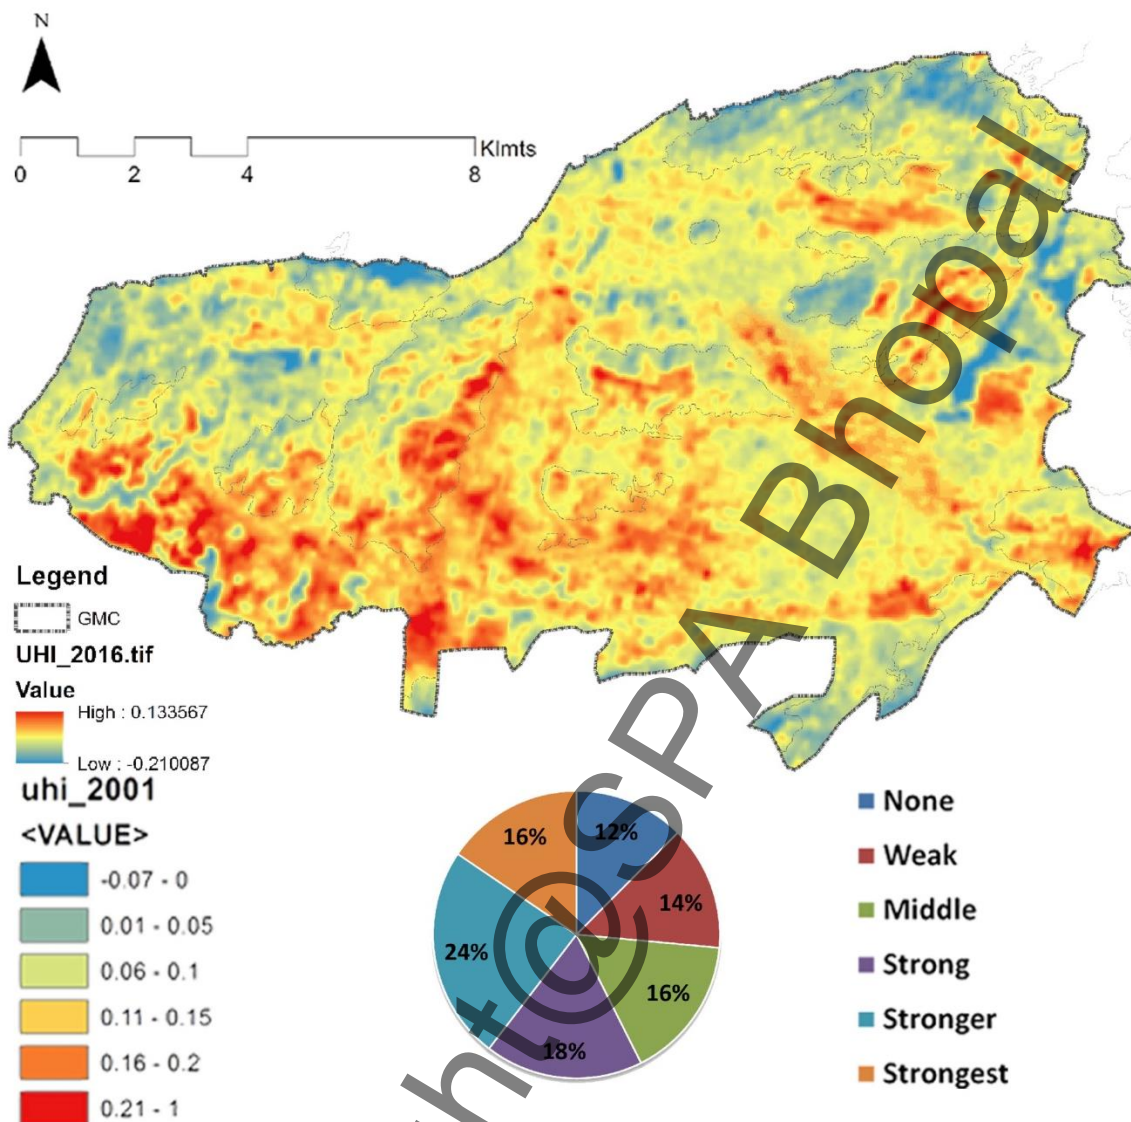 N
Klmts
0 2 4 8
Legend
GMC
UHI_2016.tif
Value
High : 0.133567
Low : -0.210087
uhi_2001
<VALUE>
-0.07 - 0
0.01 - 0.05
0.06 - 0.1
0.11 - 0.15
0.16 - 0.2
0.21 - 1
12%
14%
16%
18%
24%
16%
None
Weak
Middle
Strong
Stronger
Strongest
ht@SPA Bhopal